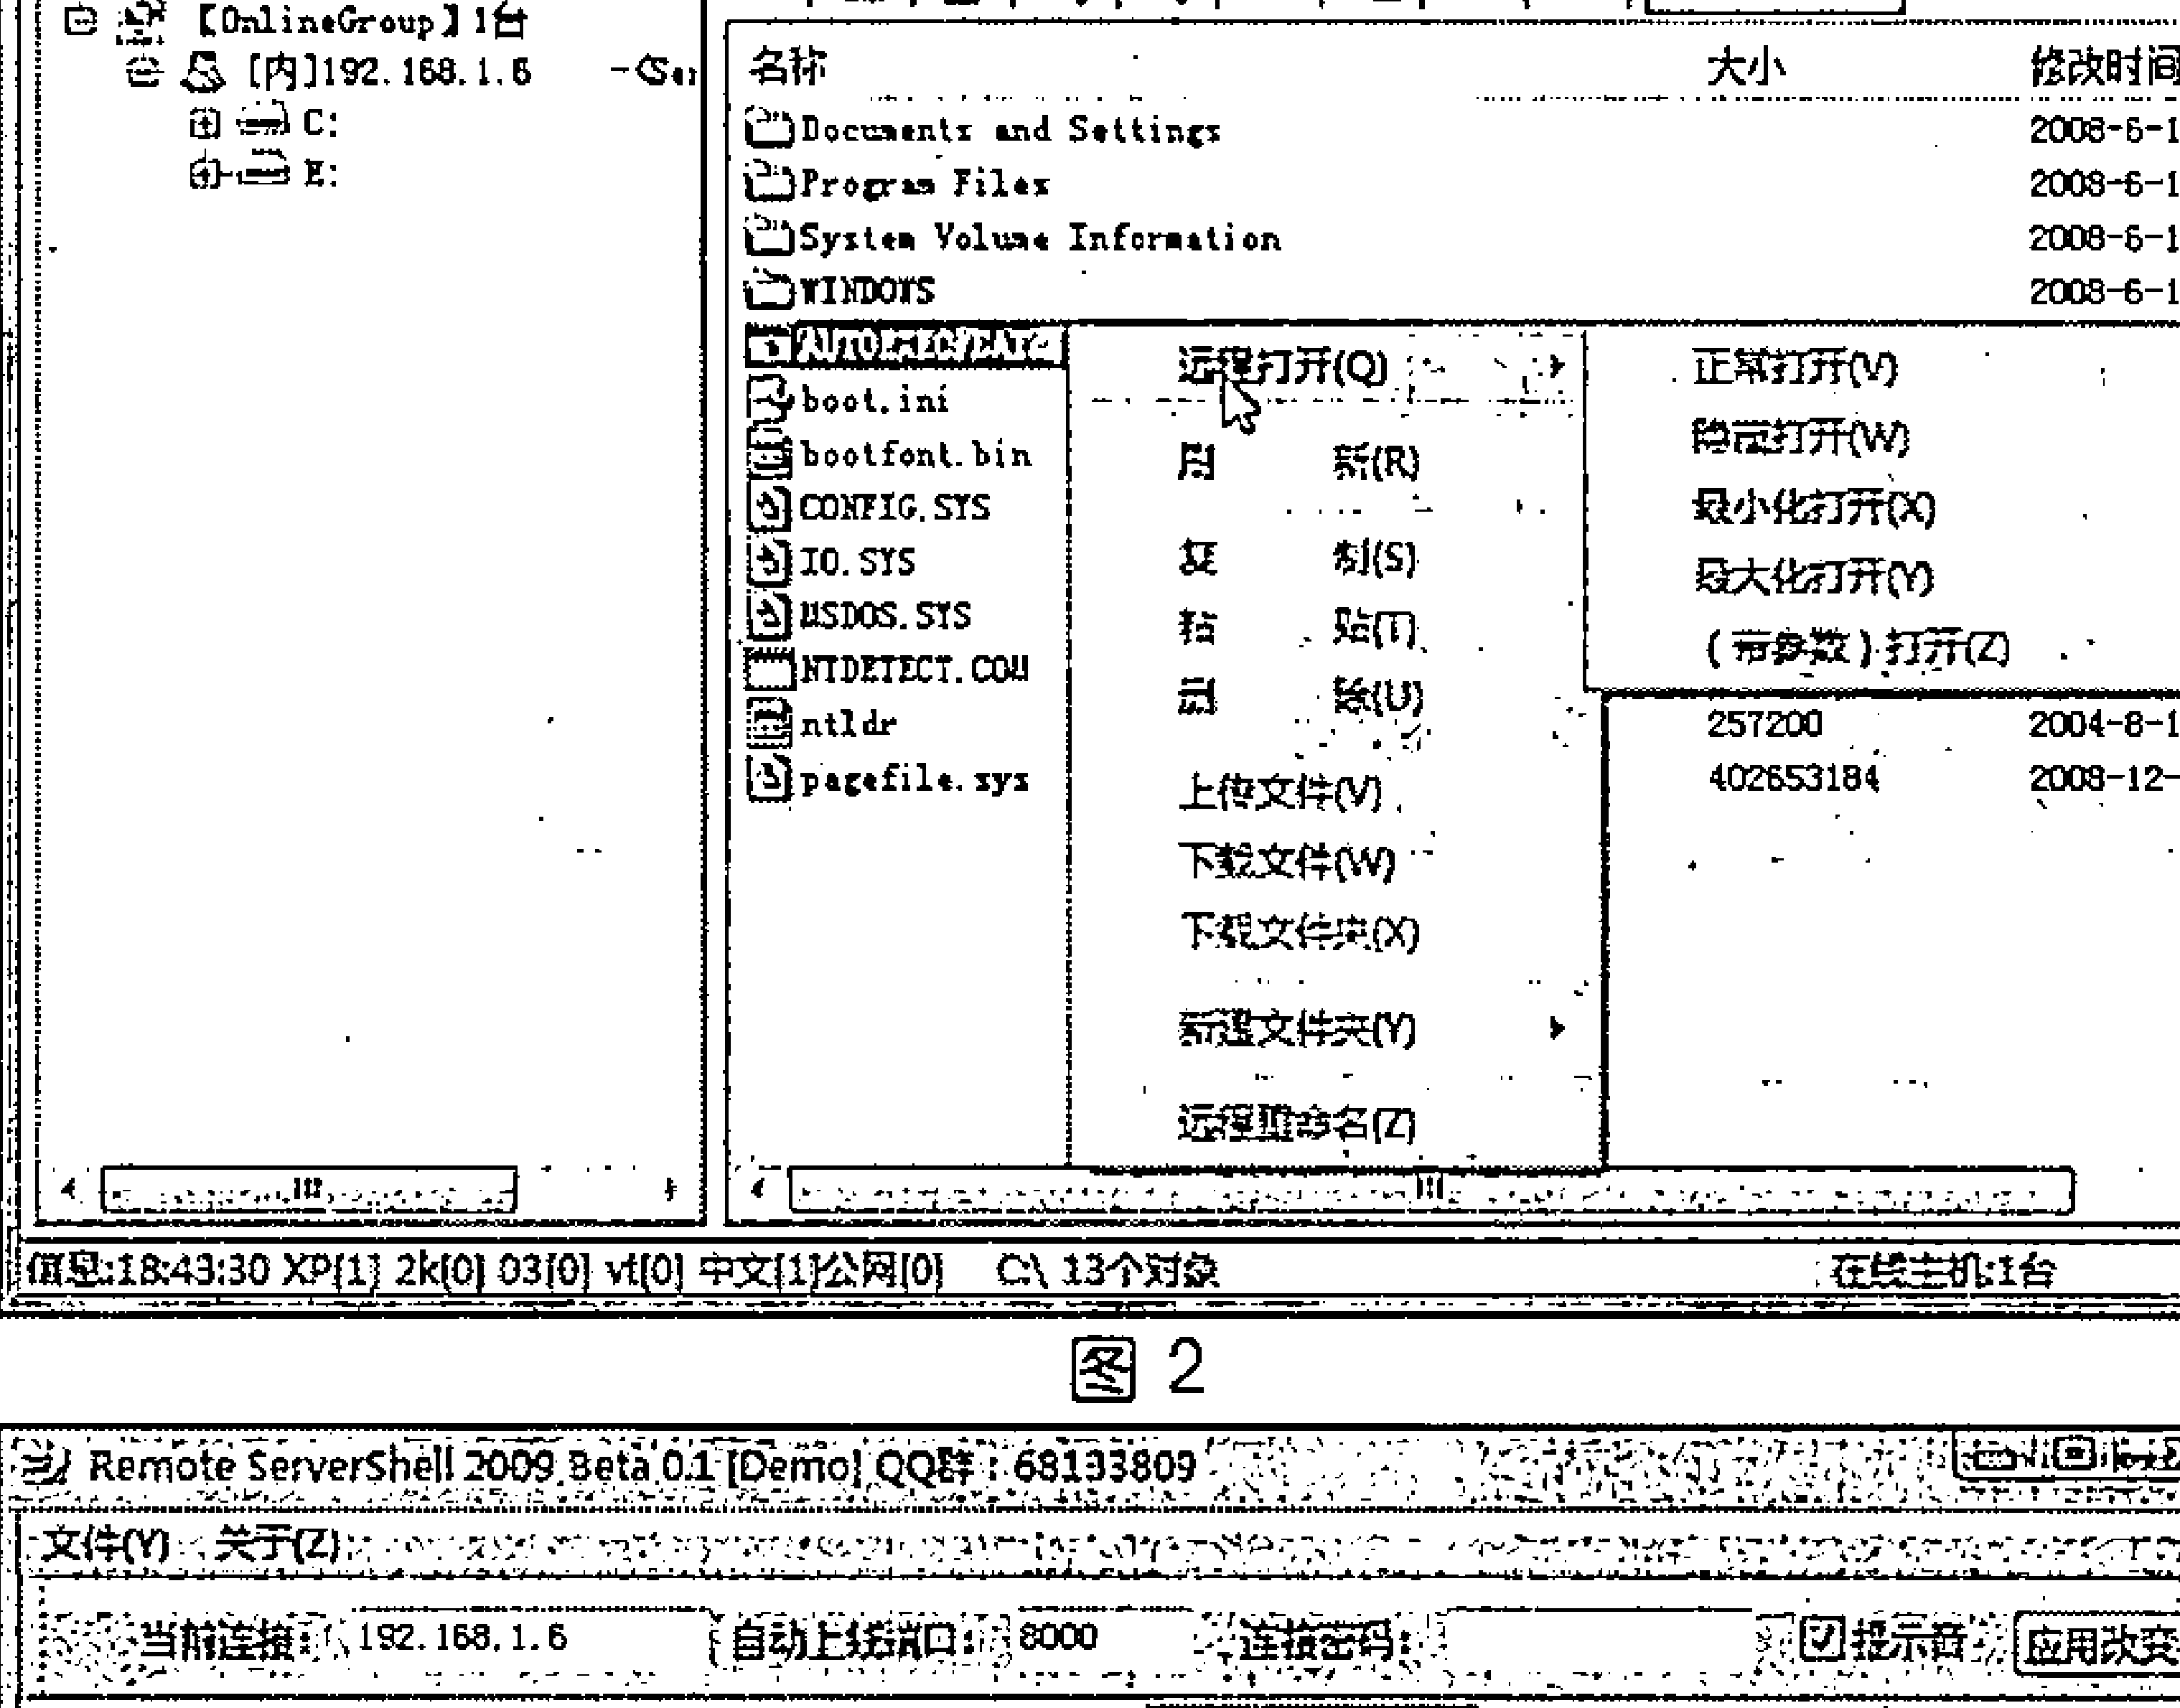 【OnlineGroup】1台
[内]192.168.1.6
C:
E:
名称 大小 修改时间
Documents and Settings 2008-6-1
Program Files 2008-6-1
System Volume Information 2008-6-1
WINDOWS 2008-6-1
boot.ini
bootfont.bin
CONFIG.SYS
IO.SYS
MSDOS.SYS
NTDETECT.COM
ntldr 257200 2004-8-1
pagefile.sys 402653184 2008-12-
远程打开(Q)
刷 新(R)
复 制(S)
粘 贴(T)
删 除(U)
上传文件(V)
下载文件(W)
下载文件夹(X)
新建文件夹(Y)
远程重命名(Z)
正常打开(V)
隐藏打开(W)
最小化打开(X)
最大化打开(Y)
(带参数)打开(Z)
信息:18:43:30 XP[1] 2k[0] 03[0] vt[0] 中文[1]公网[0] C:\ 13个对象 在线主机:1台
图 2
Remote ServerShell 2009 Beta 0.1 [Demo] QQ群：68133809
文件(Y) 关于(Z)
当前连接: 192.168.1.6 自动上线端口: 8000 连接密码: 提示音 应用改变